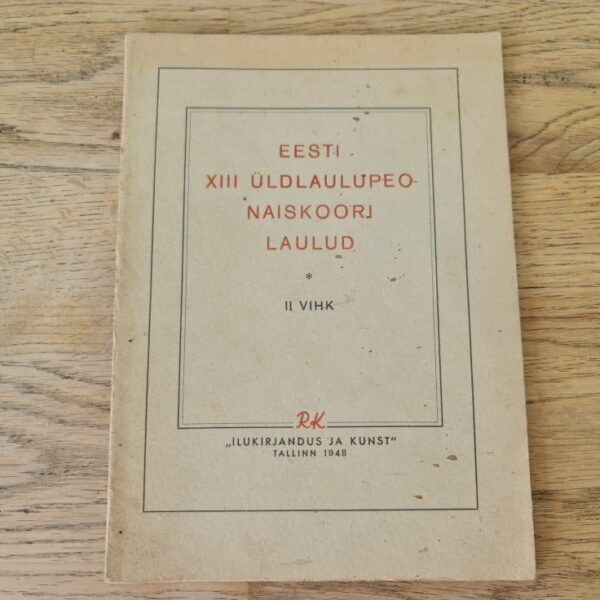 EESTI
XIII ÜLDLAULUPEO
NAISKOORI
LAULUD
*
II VIHK
RK
„ILUKIRJANDUS JA KUNST“
TALLINN 1948